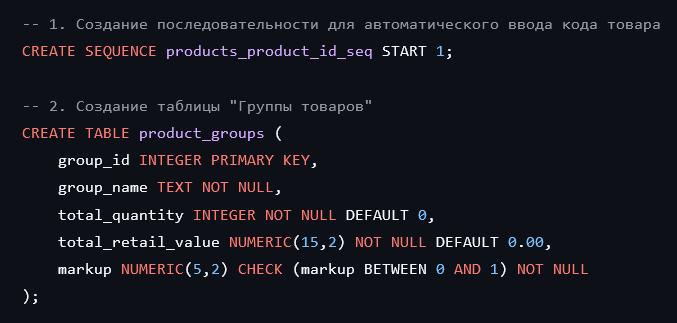 -- 1. Создание последовательности для автоматического ввода кода товара
CREATE SEQUENCE products_product_id_seq START 1;
-- 2. Создание таблицы "Группы товаров"
CREATE TABLE product_groups (
group_id INTEGER PRIMARY KEY,
group_name TEXT NOT NULL,
total_quantity INTEGER NOT NULL DEFAULT 0,
total_retail_value NUMERIC(15,2) NOT NULL DEFAULT 0.00,
markup NUMERIC(5,2) CHECK (markup BETWEEN 0 AND 1) NOT NULL
);